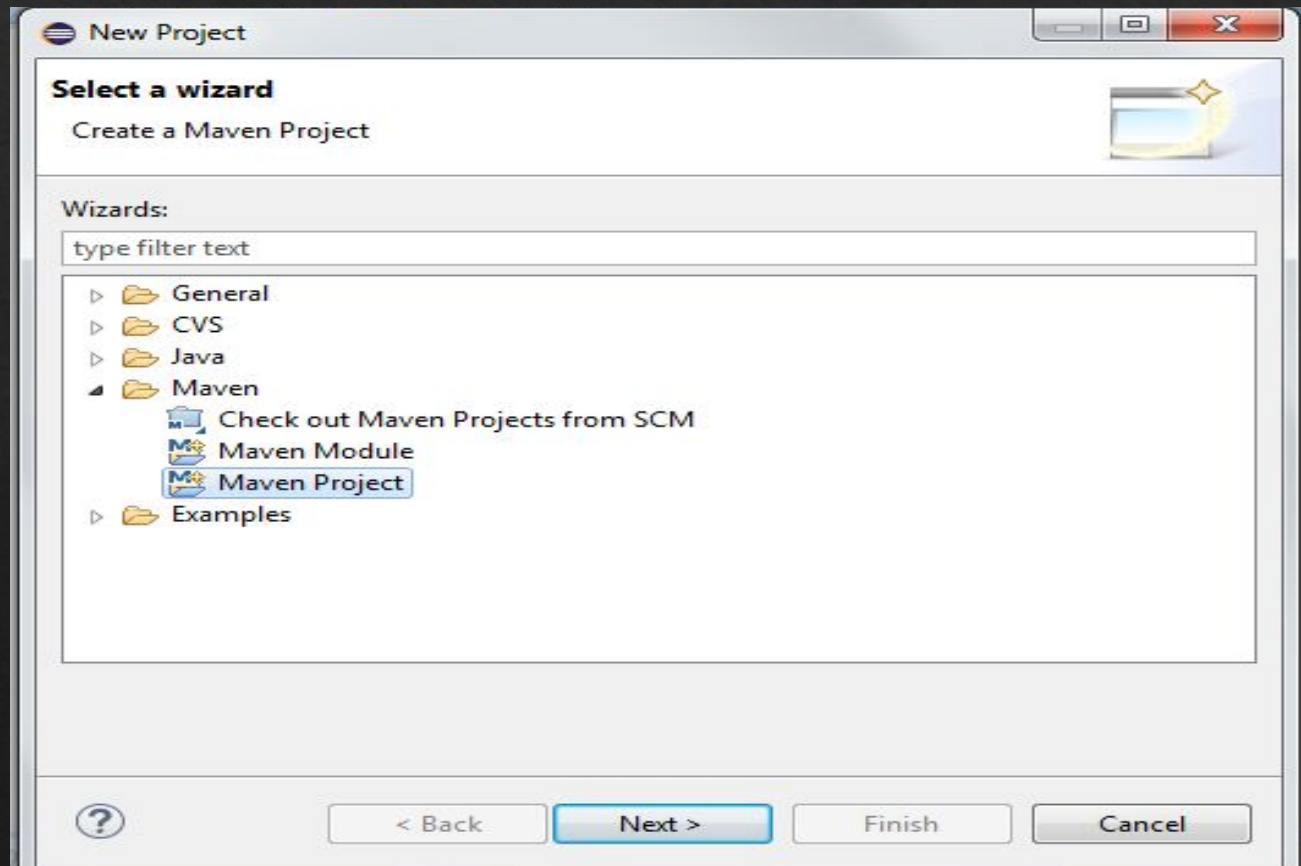 New Project
Select a wizard
Create a Maven Project
Wizards:
type filter text
General
CVS
Java
Maven
Check out Maven Projects from SCM
Maven Module
Maven Project
Examples
< Back
Next >
Finish
Cancel